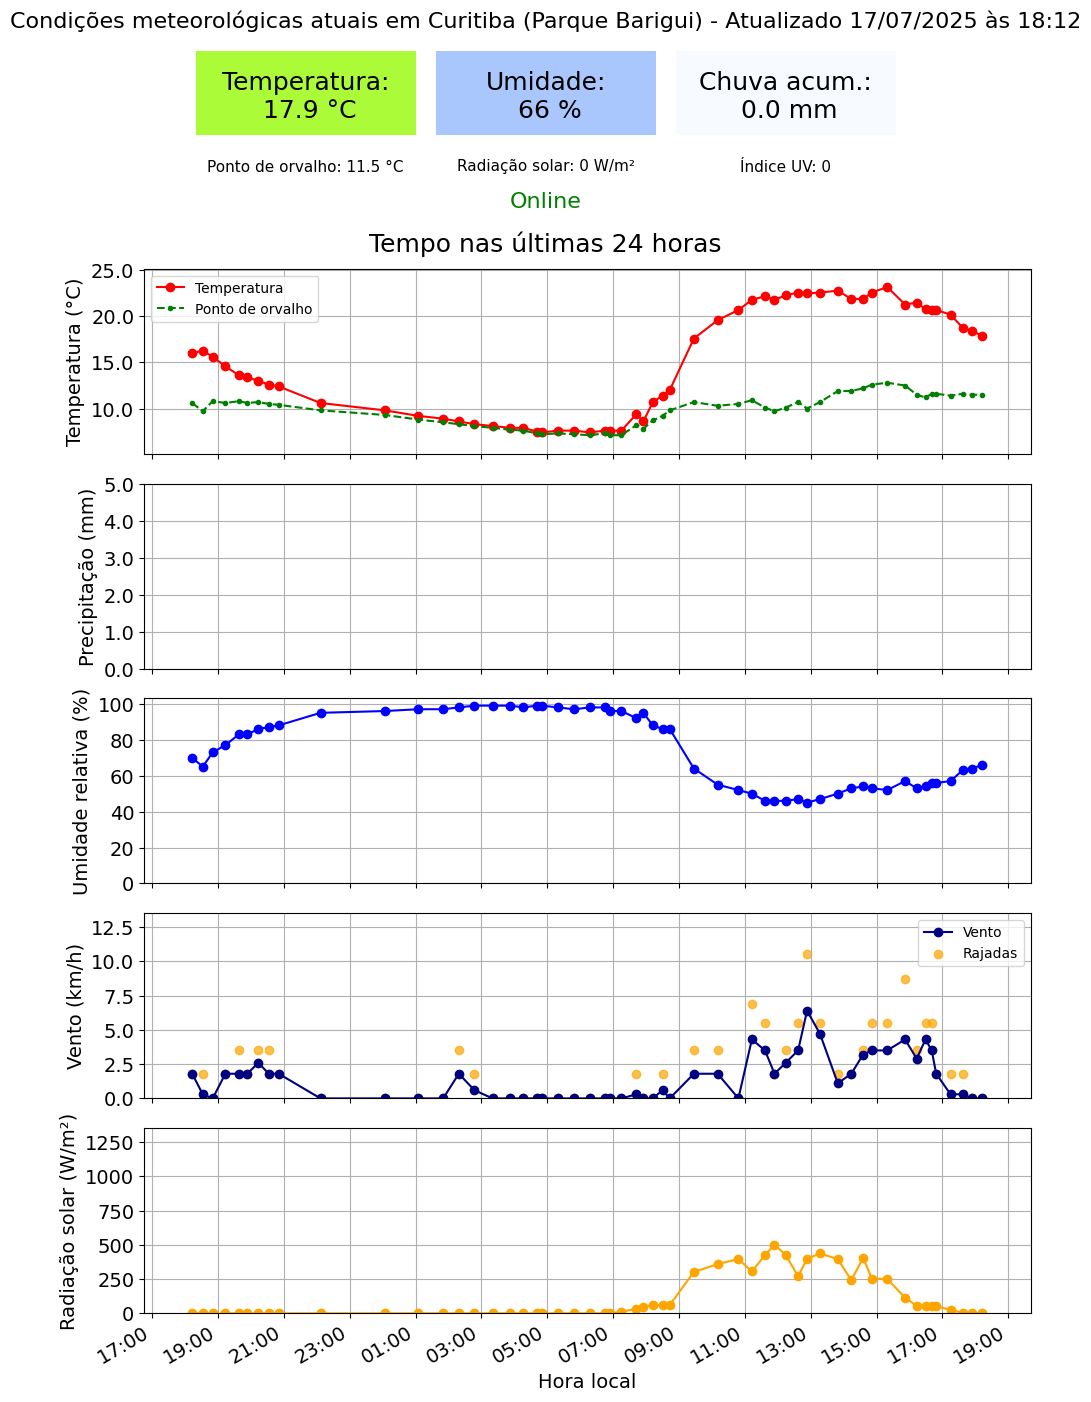 Condições meteorológicas atuais em Curitiba (Parque Barigui) - Atualizado 17/07/2025 às 18:12
Temperatura:
17.9 °C
Umidade:
66 %
Chuva acum.:
0.0 mm
Ponto de orvalho: 11.5 °C
Radiação solar: 0 W/m²
Índice UV: 0
Online
Tempo nas últimas 24 horas
Temperatura (°C)
25.0
20.0
15.0
10.0
Temperatura
Ponto de orvalho
Precipitação (mm)
5.0
4.0
3.0
2.0
1.0
0.0
Umidade relativa (%)
100
80
60
40
20
0
Vento (km/h)
12.5
10.0
7.5
5.0
2.5
0.0
Vento
Rajadas
Radiação solar (W/m²)
1250
1000
750
500
250
0
17:00
19:00
21:00
23:00
01:00
03:00
05:00
07:00
09:00
11:00
13:00
15:00
17:00
19:00
Hora local